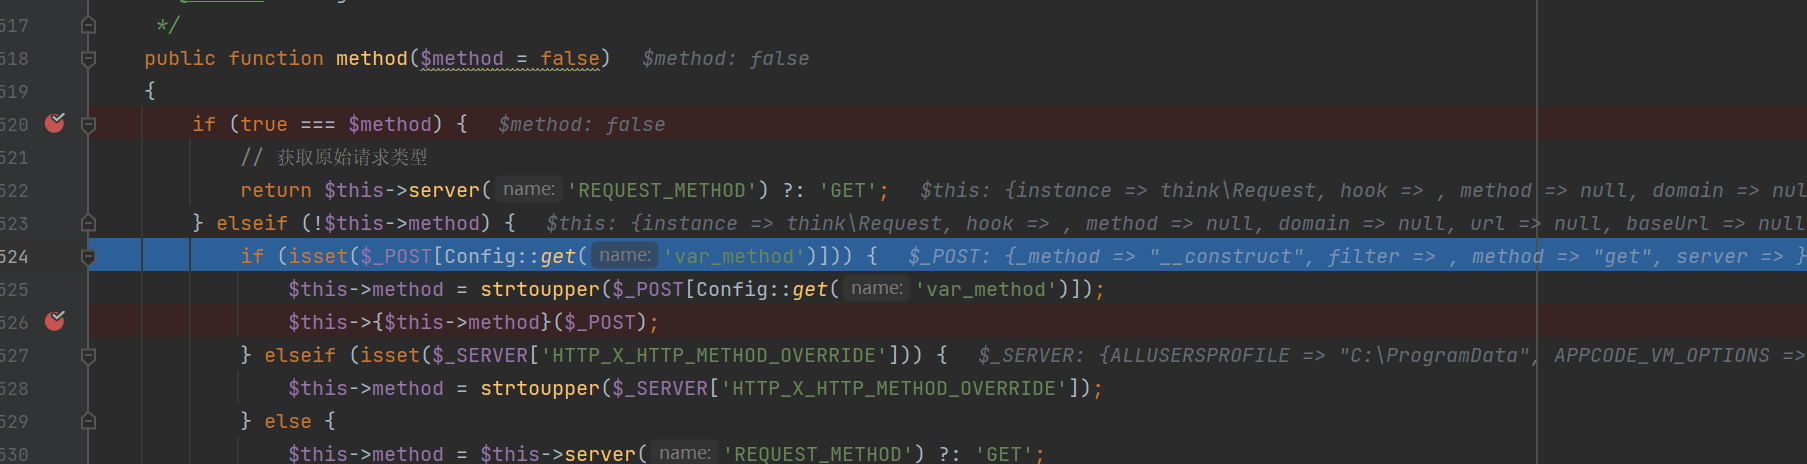 517 */
518 public function method($method = false) $method: false
519 {
520 if (true === $method) { $method: false
521 // 获取原始请求类型
522 return $this->server( name: 'REQUEST_METHOD') ?: 'GET'; $this: {instance => think\Request, hook => , method => null, domain => nul
523 } elseif (!$this->method) { $this: {instance => think\Request, hook => , method => null, domain => null, url => null, baseUrl => null
524 if (isset($_POST[Config::get( name: 'var_method')])) { $_POST: {_method => "__construct", filter => , method => "get", server => }
525 $this->method = strtoupper($_POST[Config::get( name: 'var_method')]);
526 $this->{$this->method}($_POST);
527 } elseif (isset($_SERVER['HTTP_X_HTTP_METHOD_OVERRIDE'])) { $_SERVER: {ALLUSERSPROFILE => "C:\ProgramData", APPCODE_VM_OPTIONS =>
528 $this->method = strtoupper($_SERVER['HTTP_X_HTTP_METHOD_OVERRIDE']);
529 } else {
530 $this->method = $this->server( name: 'REQUEST_METHOD') ?: 'GET';